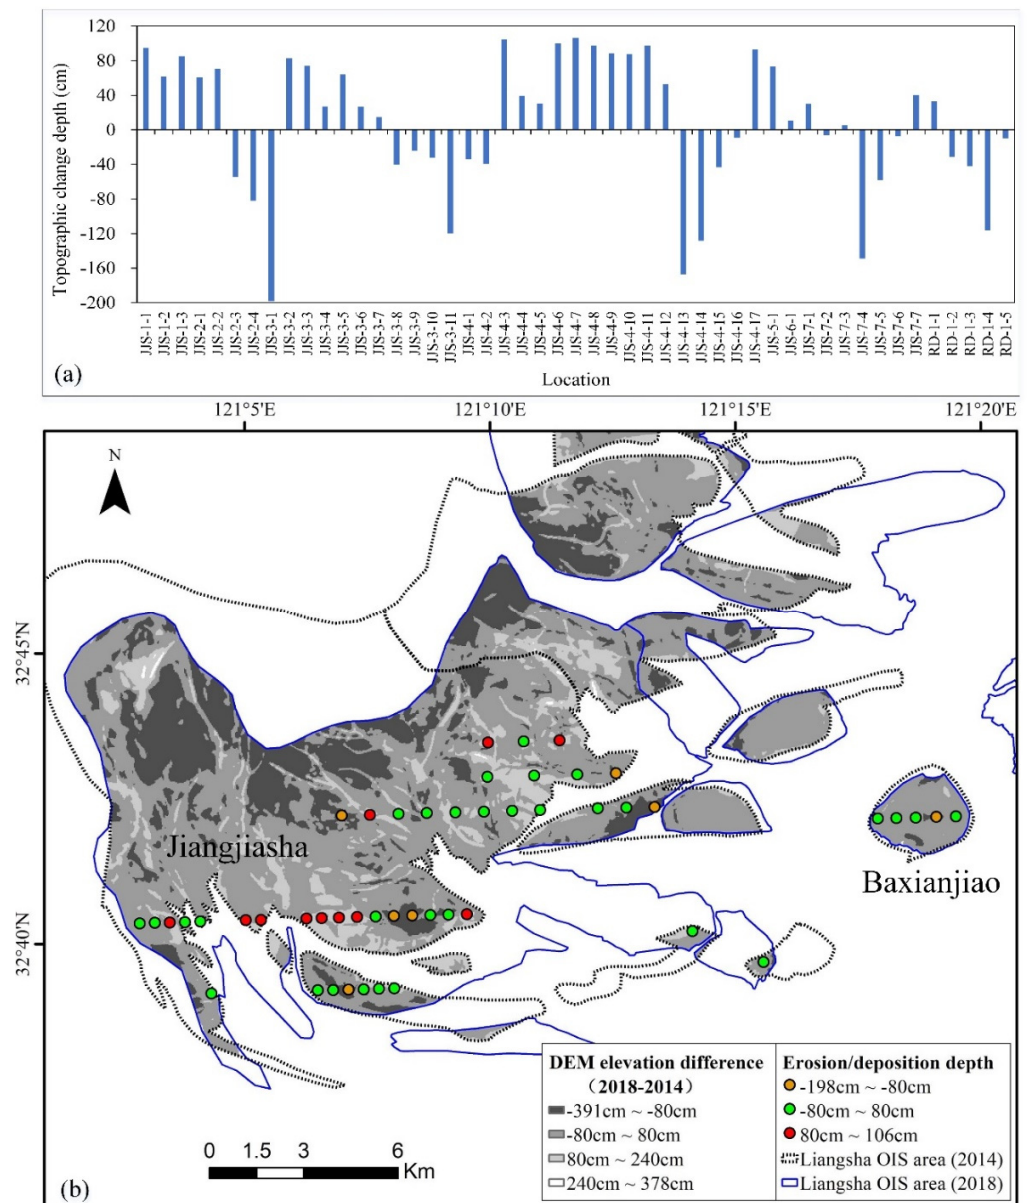 120
80
40
0
-40
-80
-120
-160
-200
Topographic change depth (cm)
JJS-1-1
JJS-1-2
JJS-1-3
JJS-2-1
JJS-2-2
JJS-2-3
JJS-2-4
JJS-3-1
JJS-3-2
JJS-3-3
JJS-3-4
JJS-3-5
JJS-3-6
JJS-3-7
JJS-3-8
JJS-3-9
JJS-3-10
JJS-3-11
JJS-4-1
JJS-4-2
JJS-4-3
JJS-4-4
JJS-4-5
JJS-4-6
JJS-4-7
JJS-4-8
JJS-4-9
JJS-4-10
JJS-4-11
JJS-4-12
JJS-4-13
JJS-4-14
JJS-4-15
JJS-4-16
JJS-4-17
JJS-5-1
JJS-6-1
JJS-7-1
JJS-7-2
JJS-7-3
JJS-7-4
JJS-7-5
JJS-7-6
JJS-7-7
RD-1-1
RD-1-2
RD-1-3
RD-1-4
RD-1-5
Location
(a)
121°5'E 121°10'E 121°15'E 121°20'E
N
32°45'N
32°40'N
Jiangjiasha
Baxianjiao
DEM elevation difference
（2018-2014）
-391cm ~ -80cm
-80cm ~ 80cm
80cm ~ 240cm
240cm ~ 378cm
Erosion/deposition depth
-198cm ~ -80cm
-80cm ~ 80cm
80cm ~ 106cm
Liangsha OIS area (2014)
Liangsha OIS area (2018)
0 1.5 3 6
Km
(b)